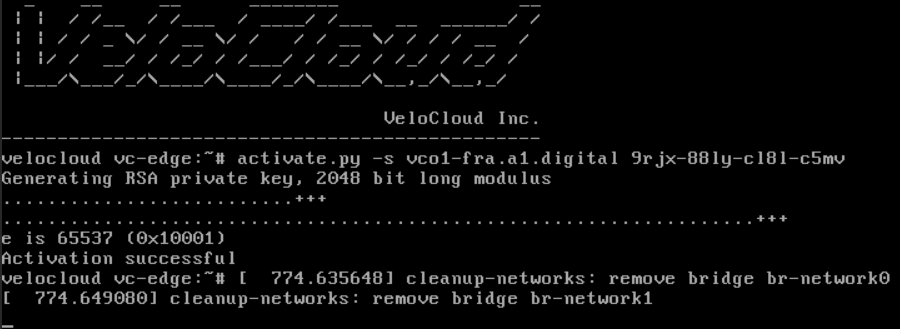 VeloCloud
VeloCloud Inc.
------------------------------------------------
velocloud vc-edge:~# activate.py -s vco1-fra.a1.digital 9rjx-88ly-cl8l-c5mv
Generating RSA private key, 2048 bit long modulus
..........................+++
...................................................................+++
e is 65537 (0x10001)
Activation successful
velocloud vc-edge:~# [  774.635648] cleanup-networks: remove bridge br-network0
[  774.649080] cleanup-networks: remove bridge br-network1